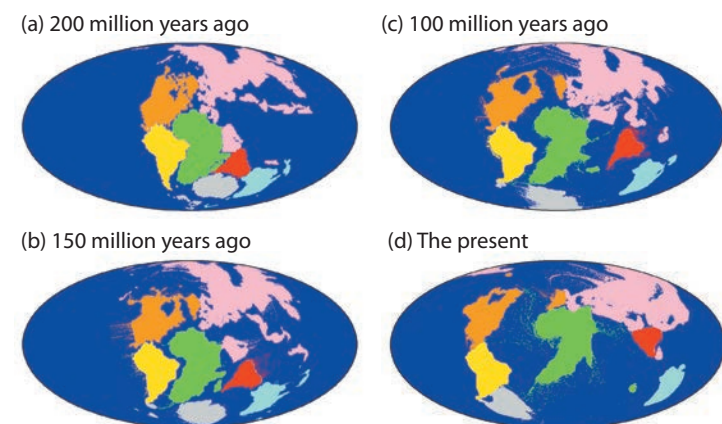 (a) 200 million years ago
(c) 100 million years ago
(b) 150 million years ago
(d) The present